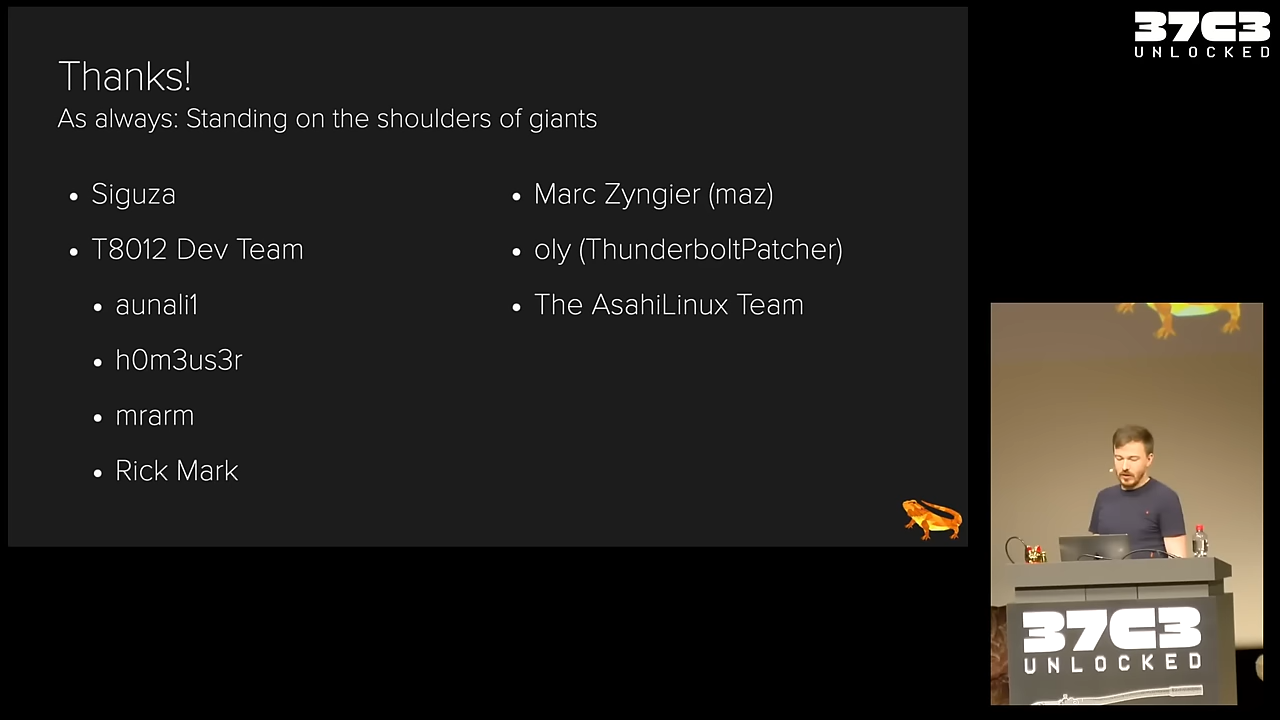 Thanks!
As always: Standing on the shoulders of giants
Siguza
T8012 Dev Team
aunali1
h0m3us3r
mrarm
Rick Mark
Marc Zyngier (maz)
oly (ThunderboltPatcher)
The AsahiLinux Team
37C3
UNLOCKED
37C3
UNLOCKED